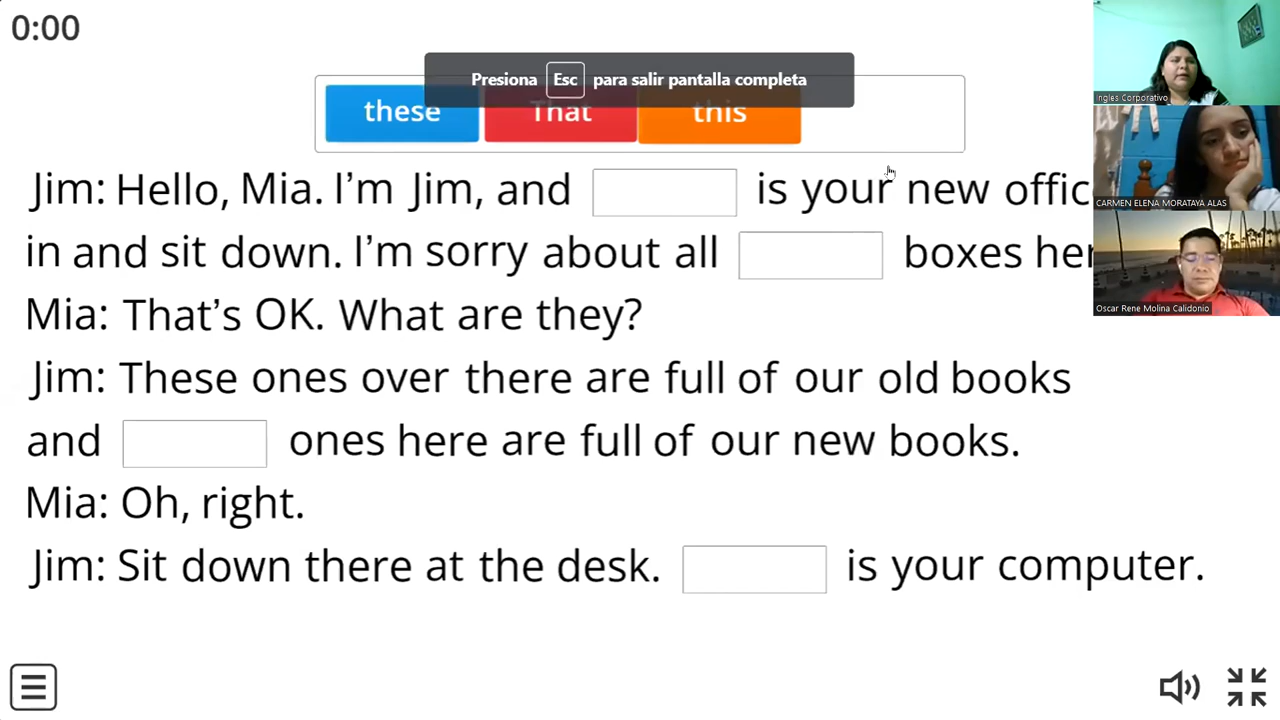 0:00
Presiona Esc para salir pantalla completa
these That this
Jim: Hello, Mia. I'm Jim, and is your new offic
in and sit down. I'm sorry about all boxes her
Mia: That's OK. What are they?
Jim: These ones over there are full of our old books
and ones here are full of our new books.
Mia: Oh, right.
Jim: Sit down there at the desk. is your computer.
Ingles Corporativo
CARMEN ELENA MORATAYA ALAS
Oscar Rene Molina Calidonio